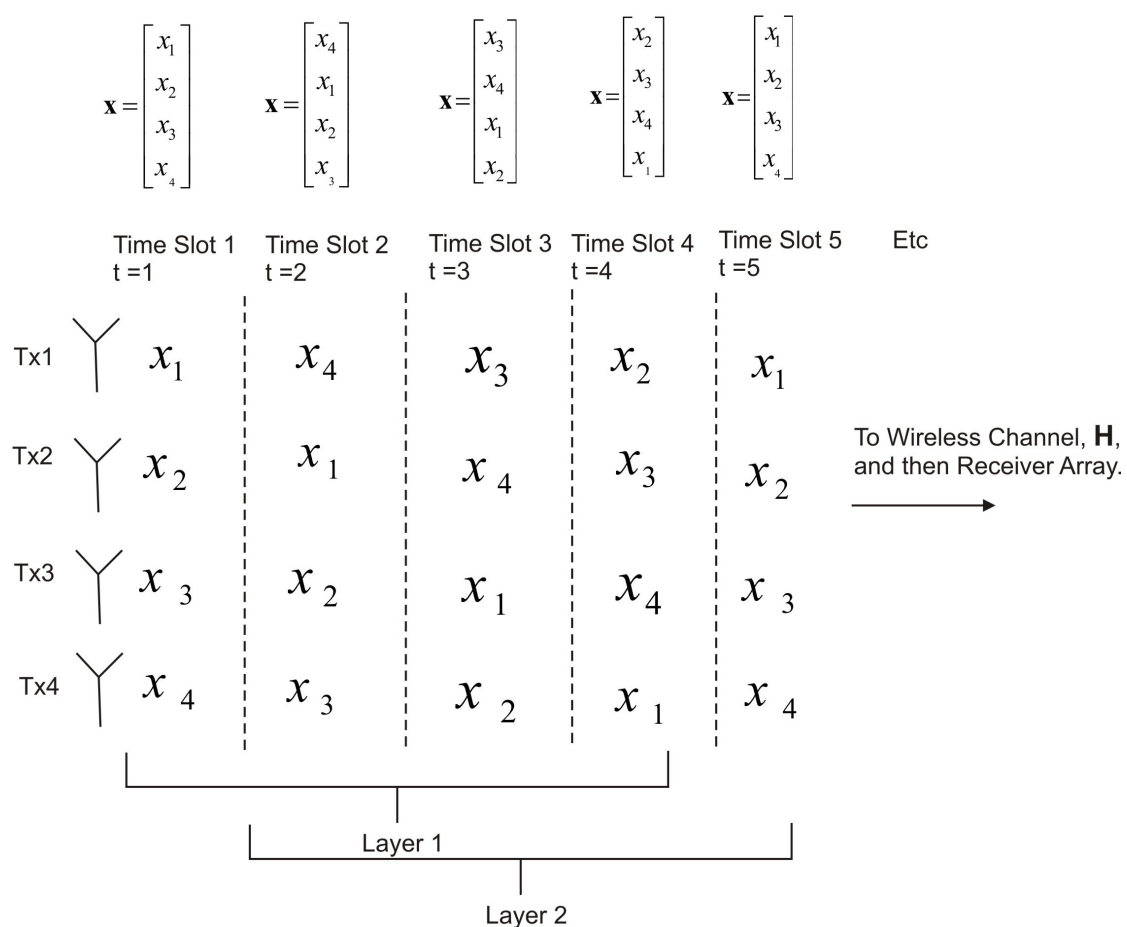 x = [x₁ x₂ x₃ x₄]
x = [x₄ x₁ x₂ x₃]
x = [x₃ x₄ x₁ x₂]
x = [x₂ x₃ x₄ x₁]
x = [x₁ x₂ x₃ x₄]
Time Slot 1 Time Slot 2 Time Slot 3 Time Slot 4 Time Slot 5 Etc
t =1 t =2 t =3 t =4 t =5
Tx1 x₁ x₄ x₃ x₂ x₁
Tx2 x₂ x₁ x₄ x₃ x₂
To Wireless Channel, H,
and then Receiver Array.
Tx3 x₃ x₂ x₁ x₄ x₃
Tx4 x₄ x₃ x₂ x₁ x₄
Layer 1
Layer 2